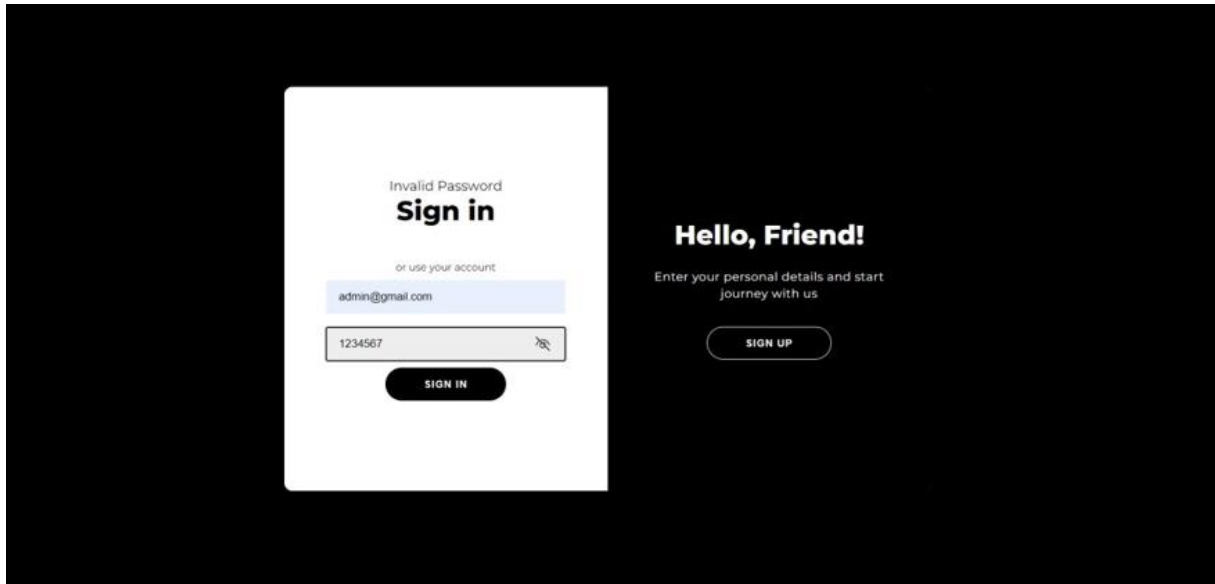 Invalid Password
Sign in
or use your account
admin@gmail.com
1234567
SIGN IN
Hello, Friend!
Enter your personal details and start
journey with us
SIGN UP